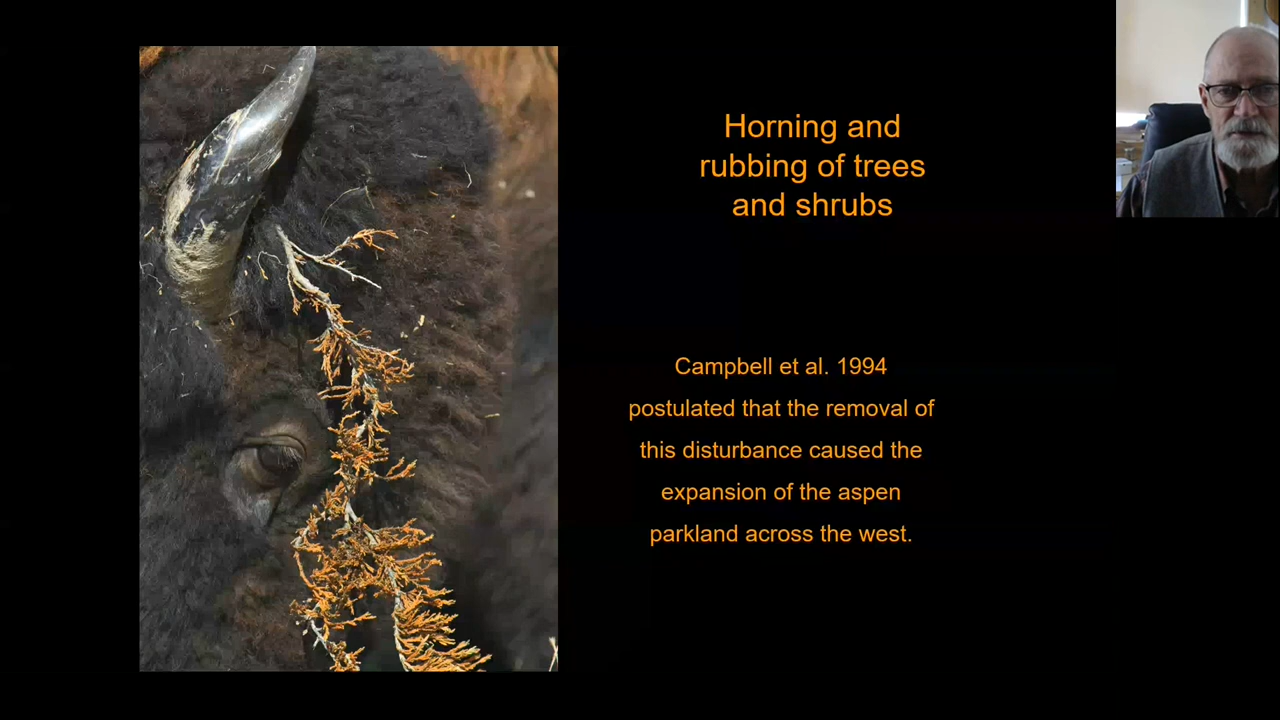 Horning and
rubbing of trees
and shrubs
Campbell et al. 1994
postulated that the removal of
this disturbance caused the
expansion of the aspen
parkland across the west.